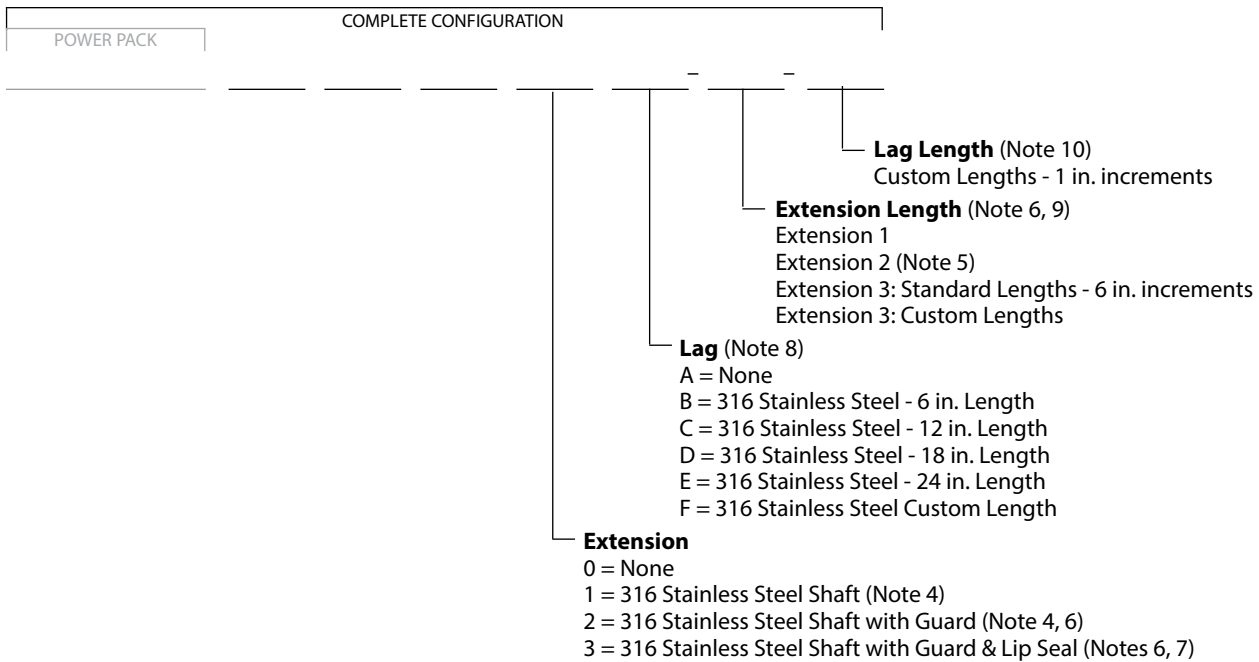 COMPLETE CONFIGURATION
POWER PACK
– –
Lag Length (Note 10)
Custom Lengths - 1 in. increments
Extension Length (Note 6, 9)
Extension 1
Extension 2 (Note 5)
Extension 3: Standard Lengths - 6 in. increments
Extension 3: Custom Lengths
Lag (Note 8)
A = None
B = 316 Stainless Steel - 6 in. Length
C = 316 Stainless Steel - 12 in. Length
D = 316 Stainless Steel - 18 in. Length
E = 316 Stainless Steel - 24 in. Length
F = 316 Stainless Steel Custom Length
Extension
0 = None
1 = 316 Stainless Steel Shaft (Note 4)
2 = 316 Stainless Steel Shaft with Guard (Note 4, 6)
3 = 316 Stainless Steel Shaft with Guard & Lip Seal (Notes 6, 7)